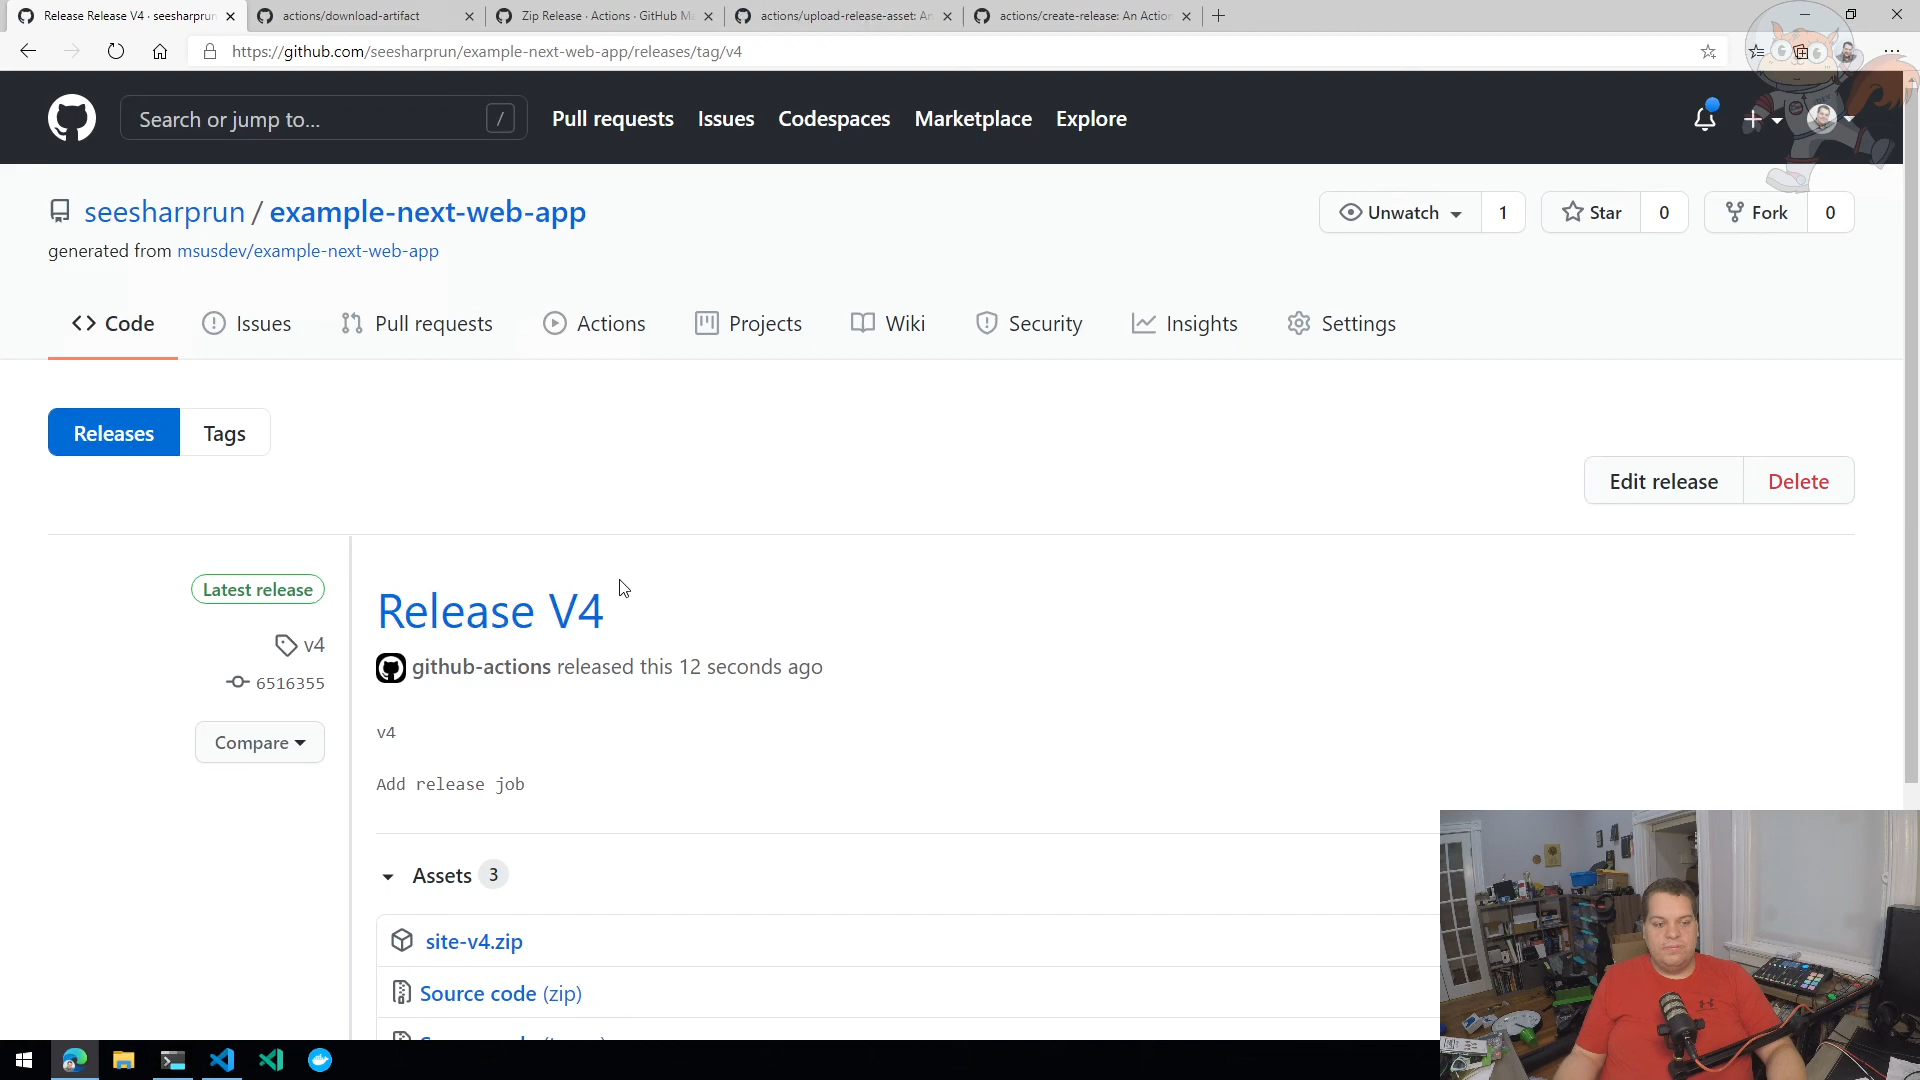 Release Release V4 · seesharprun
actions/download-artifact
Zip Release · Actions · GitHub Ma
actions/upload-release-asset: An
actions/create-release: An Action
https://github.com/seesharprun/example-next-web-app/releases/tag/v4
Search or jump to...
/
Pull requests
Issues
Codespaces
Marketplace
Explore
seesharprun / example-next-web-app
Unwatch
1
Star
0
Fork
0
generated from msusdev/example-next-web-app
Code
Issues
Pull requests
Actions
Projects
Wiki
Security
Insights
Settings
Releases
Tags
Edit release
Delete
Latest release
v4
6516355
Compare
Release V4
github-actions released this 12 seconds ago
v4
Add release job
Assets 3
site-v4.zip
Source code (zip)